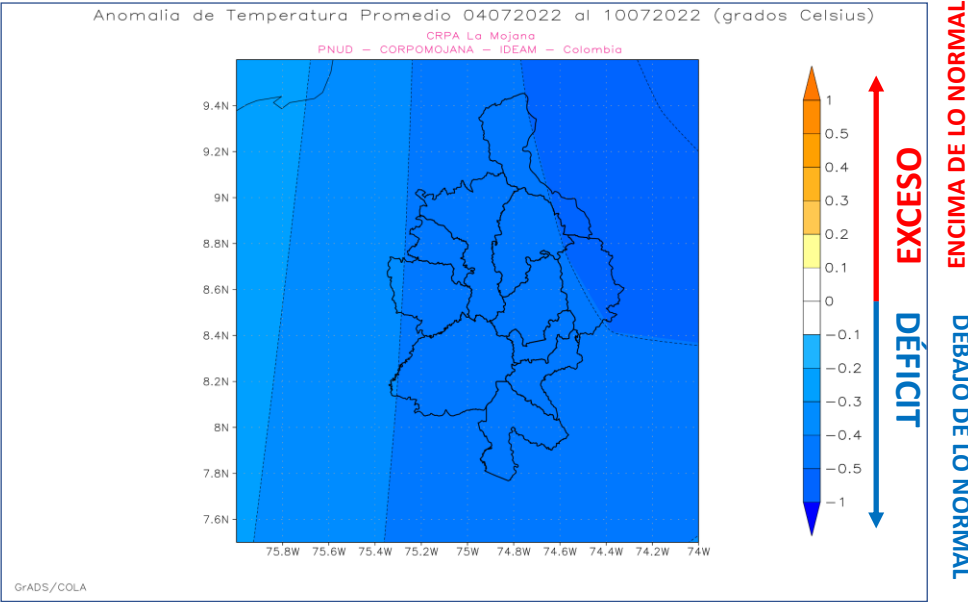 Anomalia de Temperatura Promedio 04072022 al 10072022 (grados Celsius)
CRPA La Mojana
PNUD – CORPOMOJANA – IDEAM – Colombia
9.4N
9.2N
9N
8.8N
8.6N
8.4N
8.2N
8N
7.8N
7.6N
75.8W 75.6W 75.4W 75.2W 75W 74.8W 74.6W 74.4W 74.2W 74W
1
0.5
0.4
0.3
0.2
0.1
0
-0.1
-0.2
-0.3
-0.4
-0.5
-1
EXCESO
DÉFICIT
ENCIMA DE LO NORMAL
DEBAJO DE LO NORMAL
GrADS/COLA